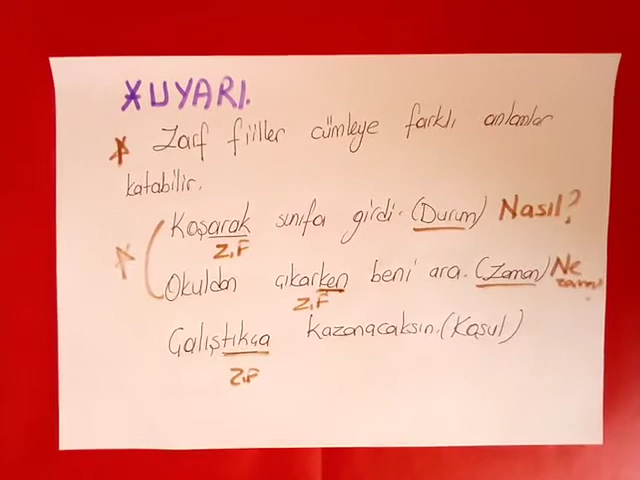 *UYARI.
* Zarf fiiller cümleye farklı anlamlar
katabilir.
* Koşarak sınıfa girdi. (Durum) Nasıl?
Z.F
Okuldan çıkarken beni ara. (Zaman) Ne
zaman
Z.F
Çalıştıkça kazanacaksın. (Koşul)
Z.F